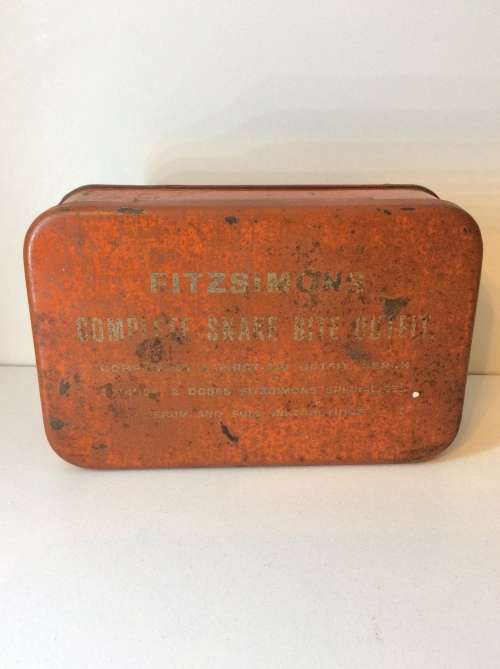 FITZSIMONS
COMPLETE SNAKE BITE OUTFIT
FIRST-AID OUTFIT
2 DOSES FITZSIMONS
SERUM AND FULL INSTRUCTIONS